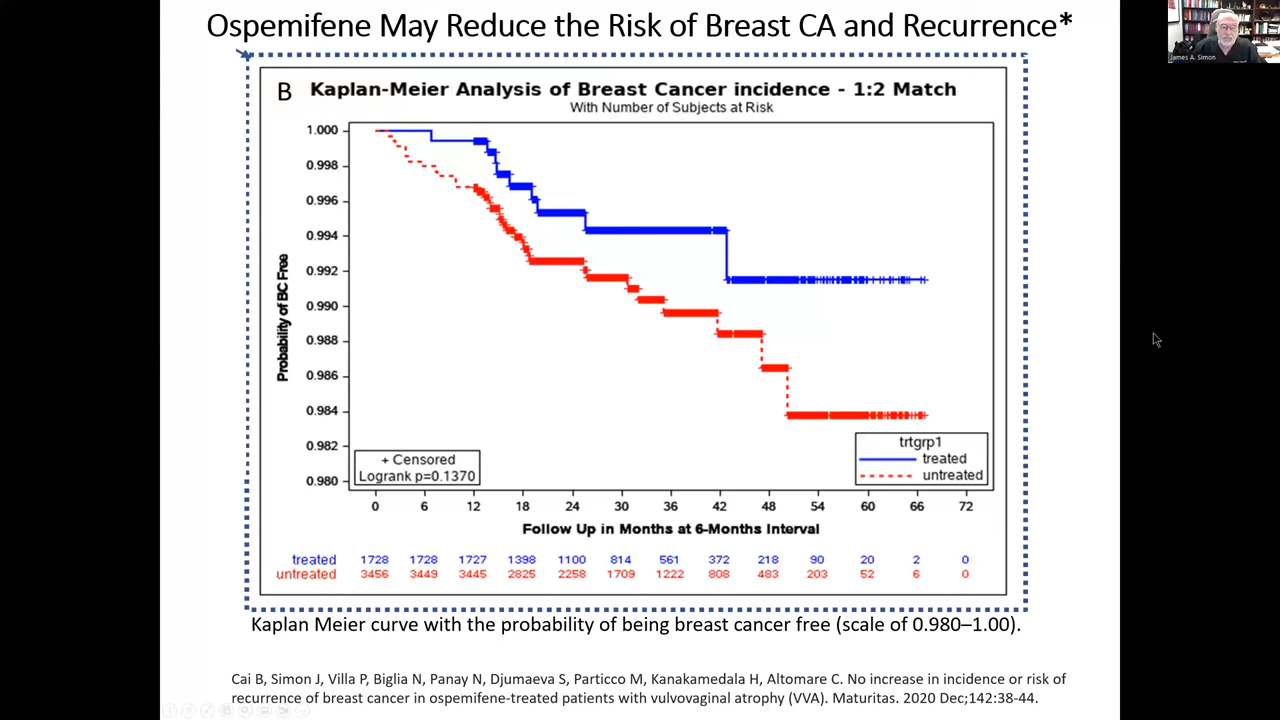 Ospemifene May Reduce the Risk of Breast CA and Recurrence*
James A. Simon
B
Kaplan-Meier Analysis of Breast Cancer incidence - 1:2 Match
With Number of Subjects at Risk
1.000
0.998
0.996
0.994
0.992
0.990
0.988
0.986
0.984
0.982
0.980
Probability of BC Free
+ Censored
Logrank p=0.1370
trtgrp1
treated
untreated
0 6 12 18 24 30 36 42 48 54 60 66 72
Follow Up in Months at 6-Months Interval
treated 1728 1728 1727 1398 1100 814 561 372 218 90 20 2 0
untreated 3456 3449 3445 2825 2258 1709 1222 808 483 203 52 6 0
Kaplan Meier curve with the probability of being breast cancer free (scale of 0.980–1.00).
Cai B, Simon J, Villa P, Biglia N, Panay N, Djumaeva S, Particco M, Kanakamedala H, Altomare C. No increase in incidence or risk of
recurrence of breast cancer in ospemifene-treated patients with vulvovaginal atrophy (VVA). Maturitas. 2020 Dec;142:38-44.